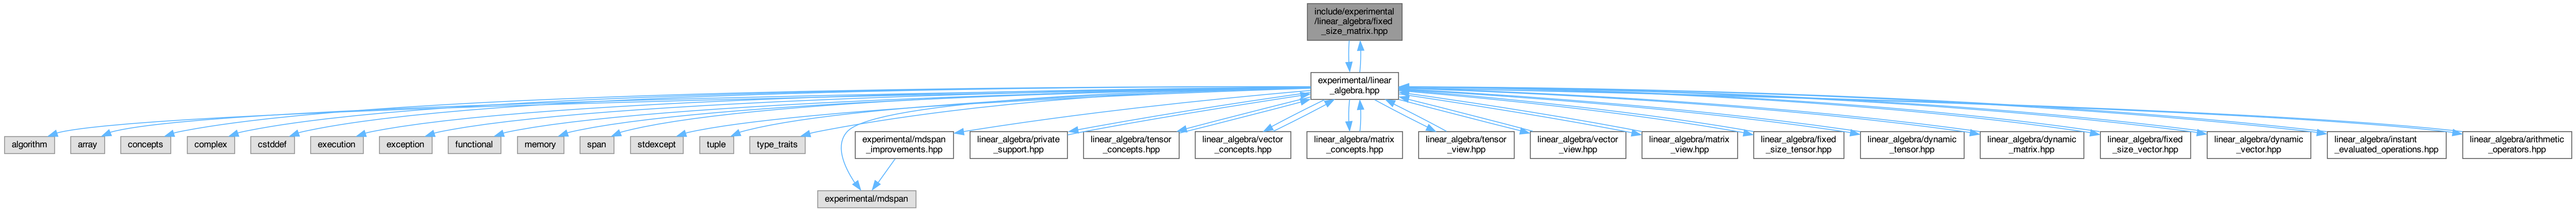 include/experimental
/linear_algebra/fixed
_size_matrix.hpp
experimental/linear
_algebra.hpp
algorithm
array
concepts
complex
cstddef
execution
exception
functional
memory
span
stdexcept
tuple
type_traits
experimental/mdspan
_improvements.hpp
linear_algebra/private
_support.hpp
linear_algebra/tensor
_concepts.hpp
linear_algebra/vector
_concepts.hpp
linear_algebra/matrix
_concepts.hpp
linear_algebra/tensor
_view.hpp
linear_algebra/vector
_view.hpp
linear_algebra/matrix
_view.hpp
linear_algebra/fixed
_size_tensor.hpp
linear_algebra/dynamic
_tensor.hpp
linear_algebra/dynamic
_matrix.hpp
linear_algebra/fixed
_size_vector.hpp
linear_algebra/dynamic
_vector.hpp
linear_algebra/instant
_evaluated_operations.hpp
linear_algebra/arithmetic
_operators.hpp
experimental/mdspan